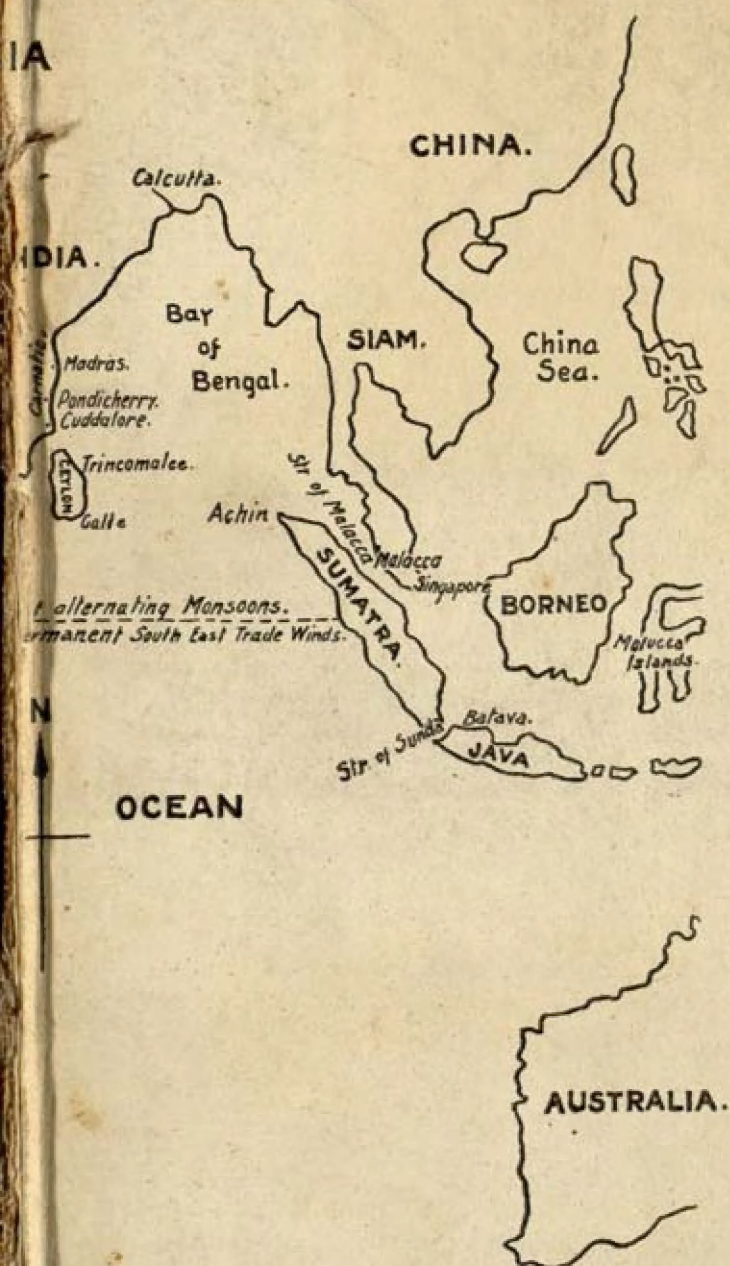 IA
CHINA.
Calcutta.
NDIA.
Bay
of
Bengal.
SIAM.
China
Sea.
Carnatic.
Madras.
Pondicherry.
Cuddalore.
Trincomalee.
CEYLON
Galle
Achin
Str of Malacca
Malacca
Singapore
SUMATRA.
BORNEO
f alternating Monsoons.
ermanent South East Trade Winds.
Molucca
Islands.
N
Batava.
Str. of Sunda
JAVA
OCEAN
AUSTRALIA.